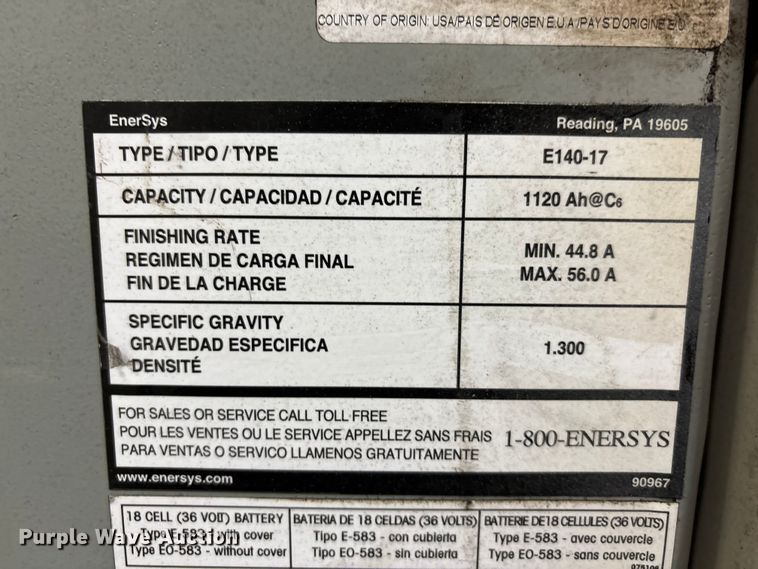 COUNTRY OF ORIGIN: USA/PAIS DE ORIGEN E.U.A./PAYS D'ORIGINE E/U
EnerSys Reading, PA 19605
TYPE / TIPO / TYPE E140-17
CAPACITY / CAPACIDAD / CAPACITÉ 1120 Ah@C6
FINISHING RATE
REGIMEN DE CARGA FINAL
FIN DE LA CHARGE
MIN. 44.8 A
MAX. 56.0 A
SPECIFIC GRAVITY
GRAVEDAD ESPECIFICA
DENSITÉ
1.300
FOR SALES OR SERVICE CALL TOLL FREE
POUR LES VENTES OU LE SERVICE APPELLEZ SANS FRAIS
PARA VENTAS O SERVICO LLAMENOS GRATUITAMENTE
1-800-ENERSYS
www.enersys.com 90967
18 CELL (36 VOLT) BATTERY
Type E-583 - with cover
Type EO-583 - without cover
BATERIA DE 18 CELDAS (36 VOLTS)
Tipo E-583 - con cubierta
Tipo EO-583 - sin cubierta
BATTERIE DE 18 CELLULES (36 VOLTS)
Type E-583 - avec couvercle
Type EO-583 - sans couvercle
Purple Wave Auction